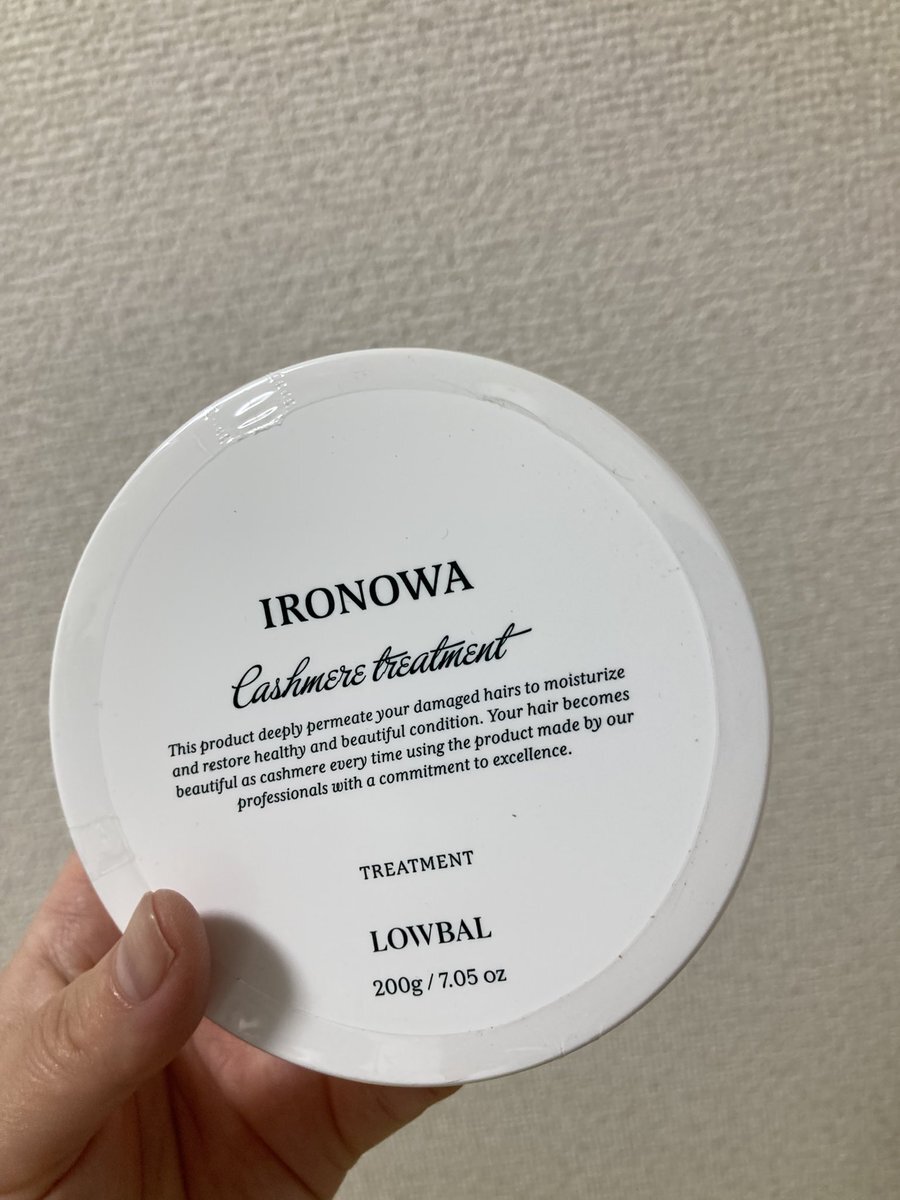 IRONOWA
Cashmere treatment
This product deeply permeate your damaged hairs to moisturize
and restore healthy and beautiful condition. Your hair becomes
beautiful as cashmere every time using the product made by our
professionals with a commitment to excellence.
TREATMENT
LOWBAL
200g / 7.05 oz